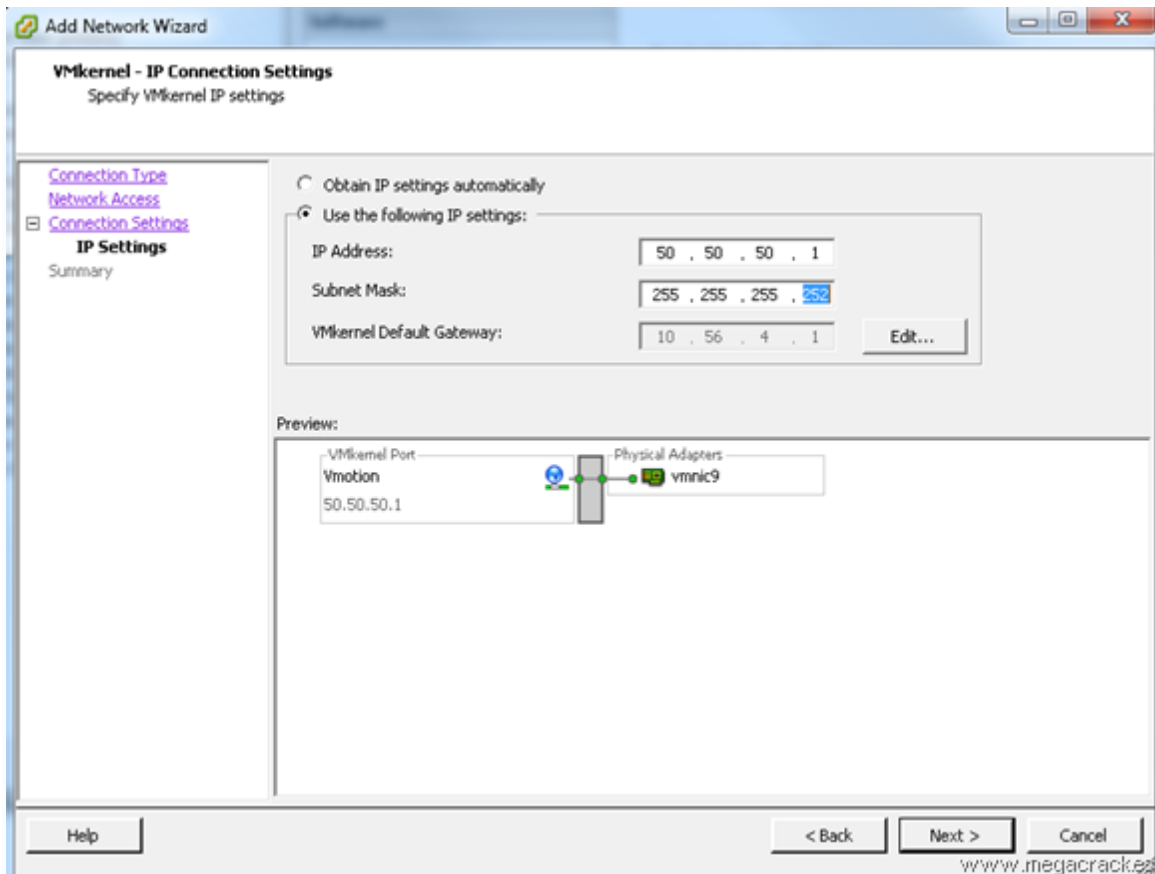 Add Network Wizard
VMkernel - IP Connection Settings
Specify VMkernel IP settings
Connection Type
Network Access
Connection Settings
IP Settings
Summary
Obtain IP settings automatically
Use the following IP settings:
IP Address: 50 . 50 . 50 . 1
Subnet Mask: 255 . 255 . 255 . 252
VMkernel Default Gateway: 10 . 56 . 4 . 1 Edit...
Preview:
VMkernel Port
Vmotion
50.50.50.1
Physical Adapters
vmnic9
Help < Back Next > Cancel
www.megacrack.es